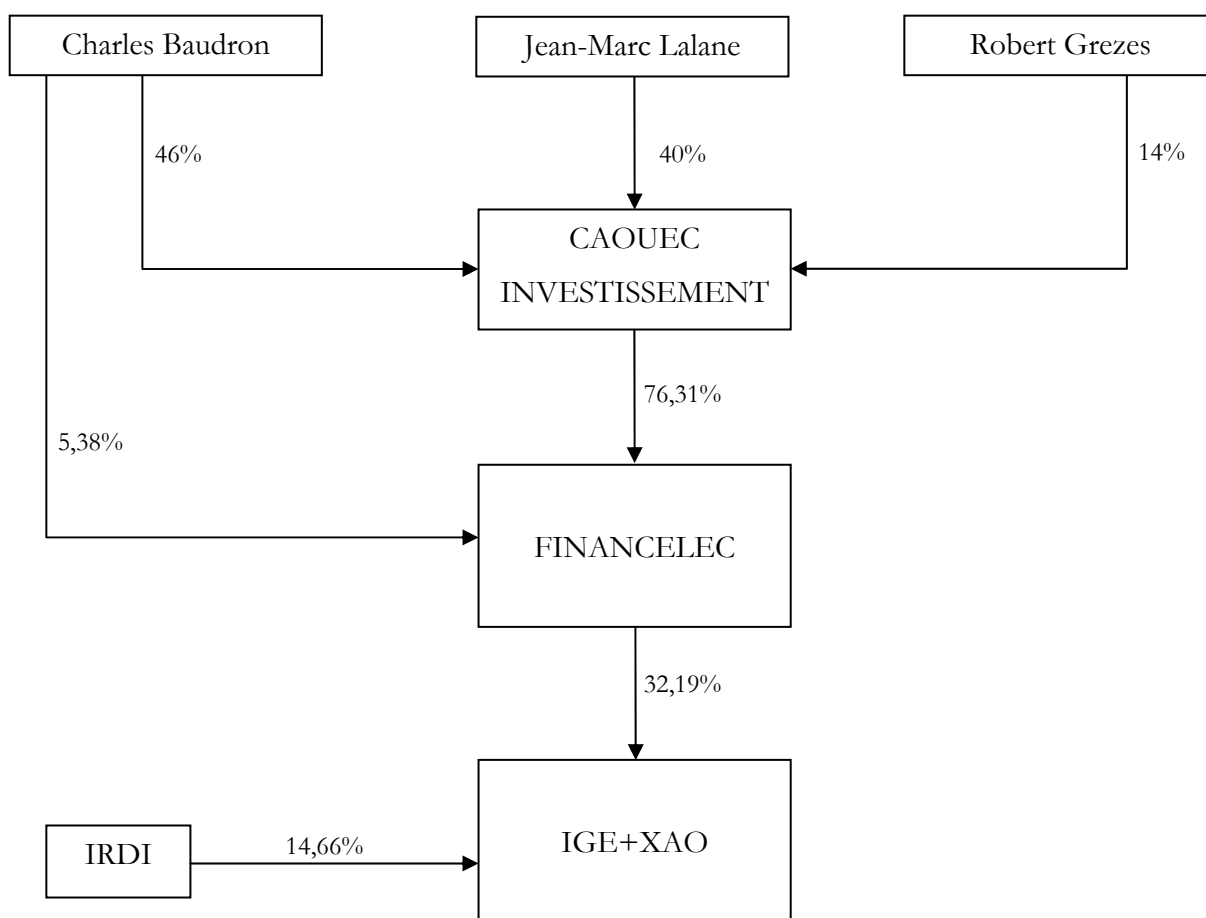 Charles Baudron
Jean-Marc Lalane
Robert Grezes
46%
40%
14%
CAOUEC
INVESTISSEMENT
76,31%
5,38%
FINANCELEC
32,19%
IRDI
14,66%
IGE+XAO